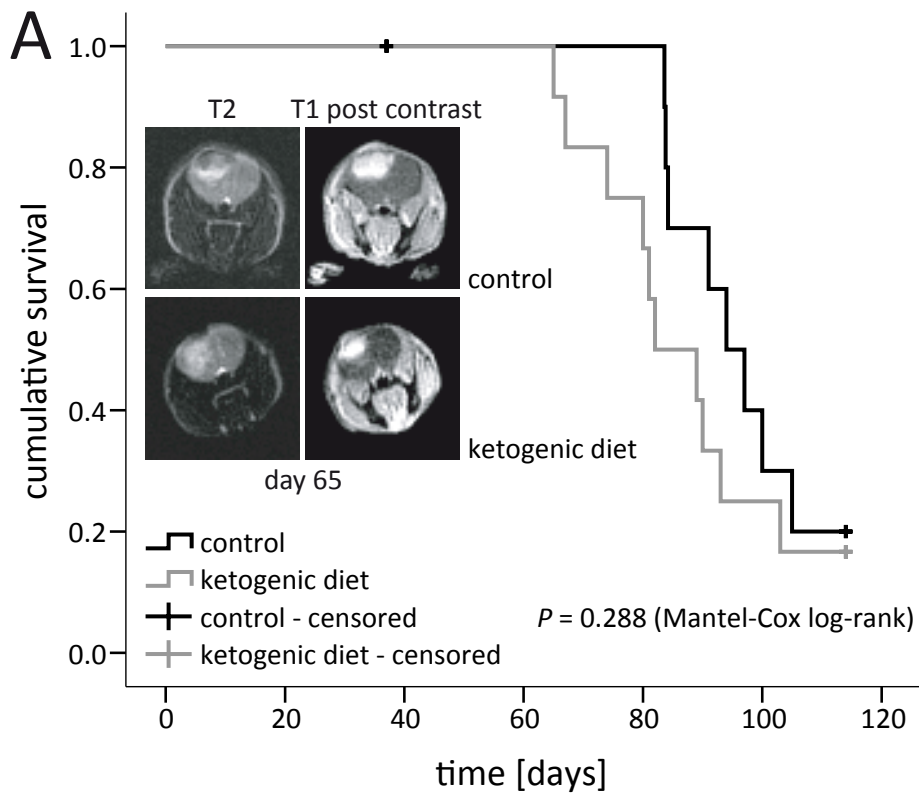 A
1.0
0.8
0.6
0.4
0.2
0.0
cumulative survival
T2 T1 post contrast
control
ketogenic diet
day 65
control
ketogenic diet
control - censored
ketogenic diet - censored
P = 0.288 (Mantel-Cox log-rank)
0 20 40 60 80 100 120
time [days]